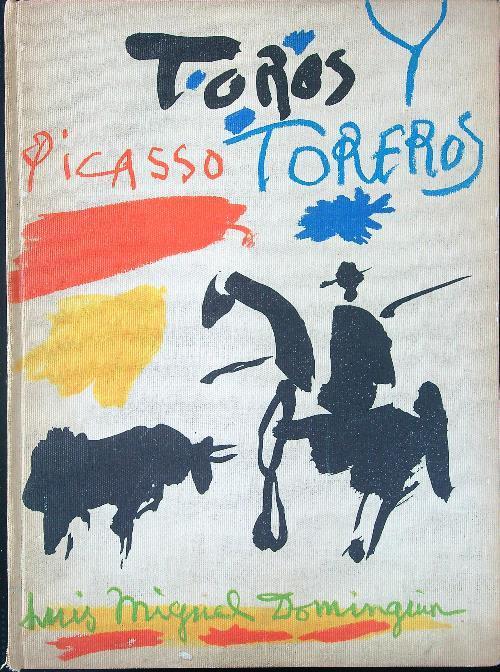 TOROS Y
PICASSO TOREROS
Luis Miguel Dominguin